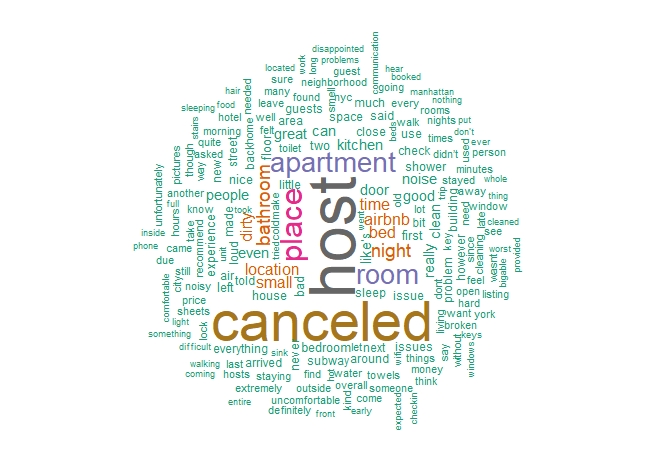 disappointed
communication
located
work
long
problems
hear
hair
sure
guest
booked
many
neighborhood
going
manhattan
sleeping
food
leave
found
nyc
much
every
nothing
hotel
well
guests
smell
space
said
rooms
needed
morning
felt
area
walk
nights
put
stairs
quite
great
can
close
beds
use
times
don't
asked
street
backhome
floor
toilet
two
kitchen
check
didn't
used
ever
person
pictures
though
way
new
apartment
shower
minutes
unfortunately
nice
bathroom
little
door
noise
stayed
away
whole
another
people
place
host
time
old
good
clean
building
thing
full
hours
know
take
made
dirty
tried
cold
make
went
airbnb
lot
bit
need
window
late
cleaned
inside
recommend
experience
took
like's
bed
first
key
since
see
phone
came
loud
even
night
really
however
cleaning
wasnt
worst
bigable
provided
due
unit
location
room
trip
problem
feel
still
air
told
dont
open
listing
comfortable
city
noisy
left
small
bad
sleep
issue
hard
price
house
sheets
lock
canceled
living
want
york
light
broken
something
say
without
keys
windows
difficult
everything
sink
never
bedroom
let
next
issues
wifi
things
walking
last
arrived
subway
around
money
coming
hosts
staying
find
hot
water
towels
think
extremely
outside
overall
someone
entire
uncomfortable
kind
come
expected
checkin
definitely
front
early